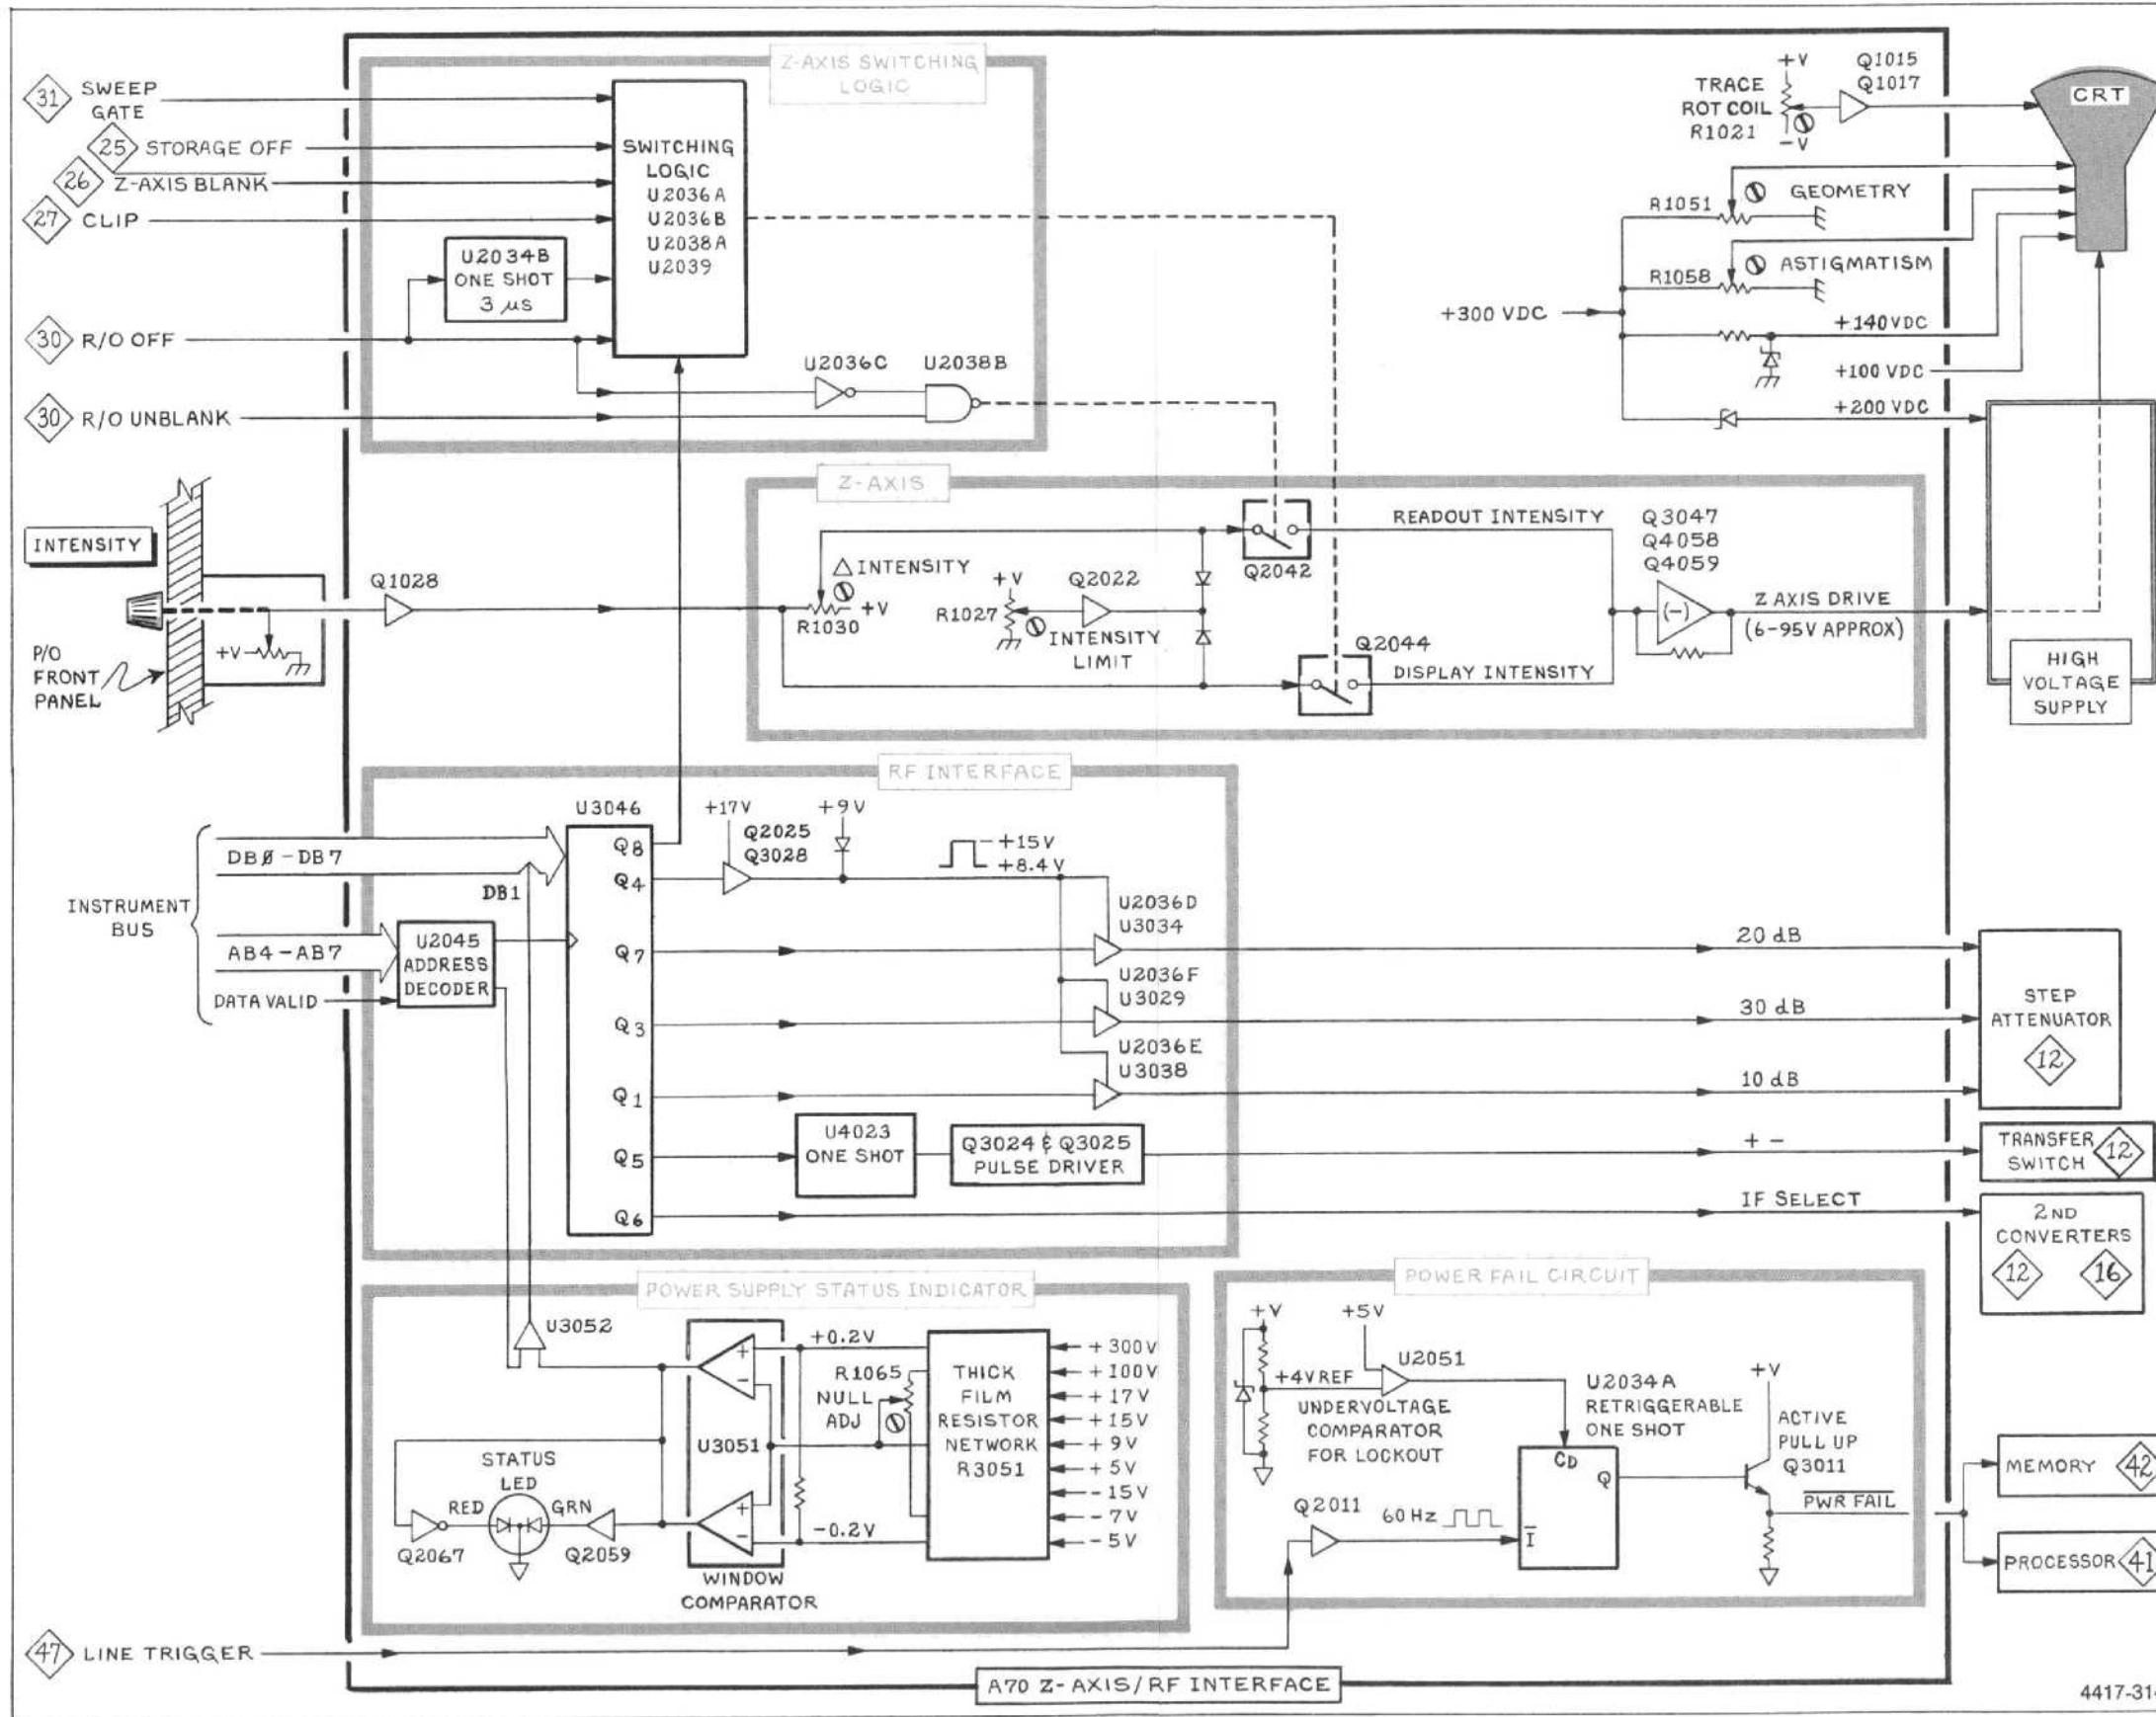 Z-AXIS SWITCHING
LOGIC
31 SWEEP
GATE
25 STORAGE OFF
26 Z-AXIS BLANK
27 CLIP
30 R/O OFF
30 R/O UNBLANK
SWITCHING
LOGIC
U2036A
U2036B
U2038A
U2039
U2034B
ONE SHOT
3 µs
U2036C
U2038B
+V
TRACE
ROT COIL
R1021
-V
Q1015
Q1017
CRT
R1051
GEOMETRY
R1058
ASTIGMATISM
+300 VDC
+140VDC
+100 VDC
+200 VDC
HIGH
VOLTAGE
SUPPLY
Z-AXIS
INTENSITY
P/O
FRONT
PANEL
+V
Q1028
△ INTENSITY
+V
R1030
+V
R1027
Q2022
INTENSITY
LIMIT
Q2042
READOUT INTENSITY
Q2044
DISPLAY INTENSITY
Q3047
Q4058
Q4059
(-)
Z AXIS DRIVE
(6-95V APPROX)
RF INTERFACE
INSTRUMENT
BUS
DBØ-DB7
DB1
AB4-AB7
DATA VALID
U2045
ADDRESS
DECODER
U3046
Q8
Q4
Q7
Q3
Q1
Q5
Q6
+17V
Q2025
Q3028
+9V
+15V
+8.4V
U2036D
U3034
U2036F
U3029
U2036E
U3038
U4023
ONE SHOT
Q3024 & Q3025
PULSE DRIVER
20 dB
30 dB
10 dB
+ -
IF SELECT
STEP
ATTENUATOR
12
TRANSFER
SWITCH
12
2ND
CONVERTERS
12 16
POWER SUPPLY STATUS INDICATOR
U3052
+0.2V
R1065
NULL
ADJ
U3051
+
-
+
-
-0.2V
WINDOW
COMPARATOR
THICK
FILM
RESISTOR
NETWORK
R3051
+300V
+100V
+17V
+15V
+9V
+5V
-15V
-7V
-5V
STATUS
LED
RED
GRN
Q2067
Q2059
POWER FAIL CIRCUIT
+V
+5V
+4V REF
U2051
UNDERVOLTAGE
COMPARATOR
FOR LOCKOUT
U2034A
RETRIGGERABLE
ONE SHOT
CD
Q
I
Q2011
60 Hz
+V
ACTIVE
PULL UP
Q3011
PWR FAIL
MEMORY 42
PROCESSOR 41
47 LINE TRIGGER
A70 Z-AXIS/RF INTERFACE